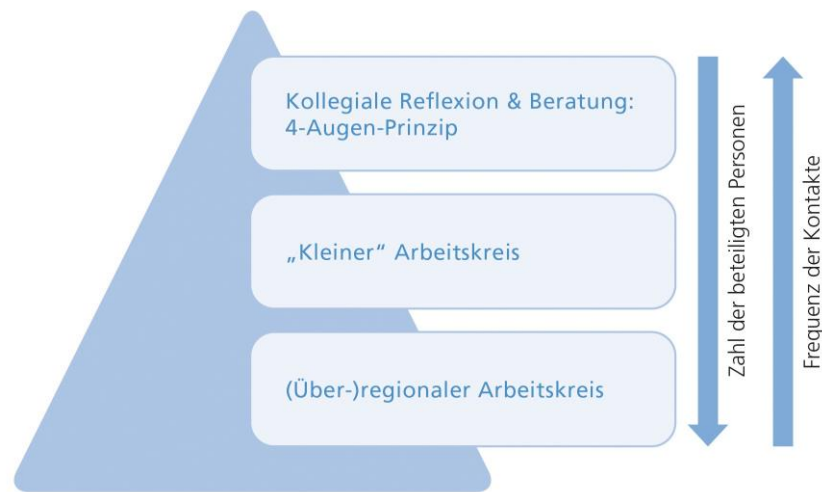 Kollegiale Reflexion & Beratung:
4-Augen-Prinzip
„Kleiner“ Arbeitskreis
(Über-)regionaler Arbeitskreis
Zahl der beteiligten Personen
Frequenz der Kontakte